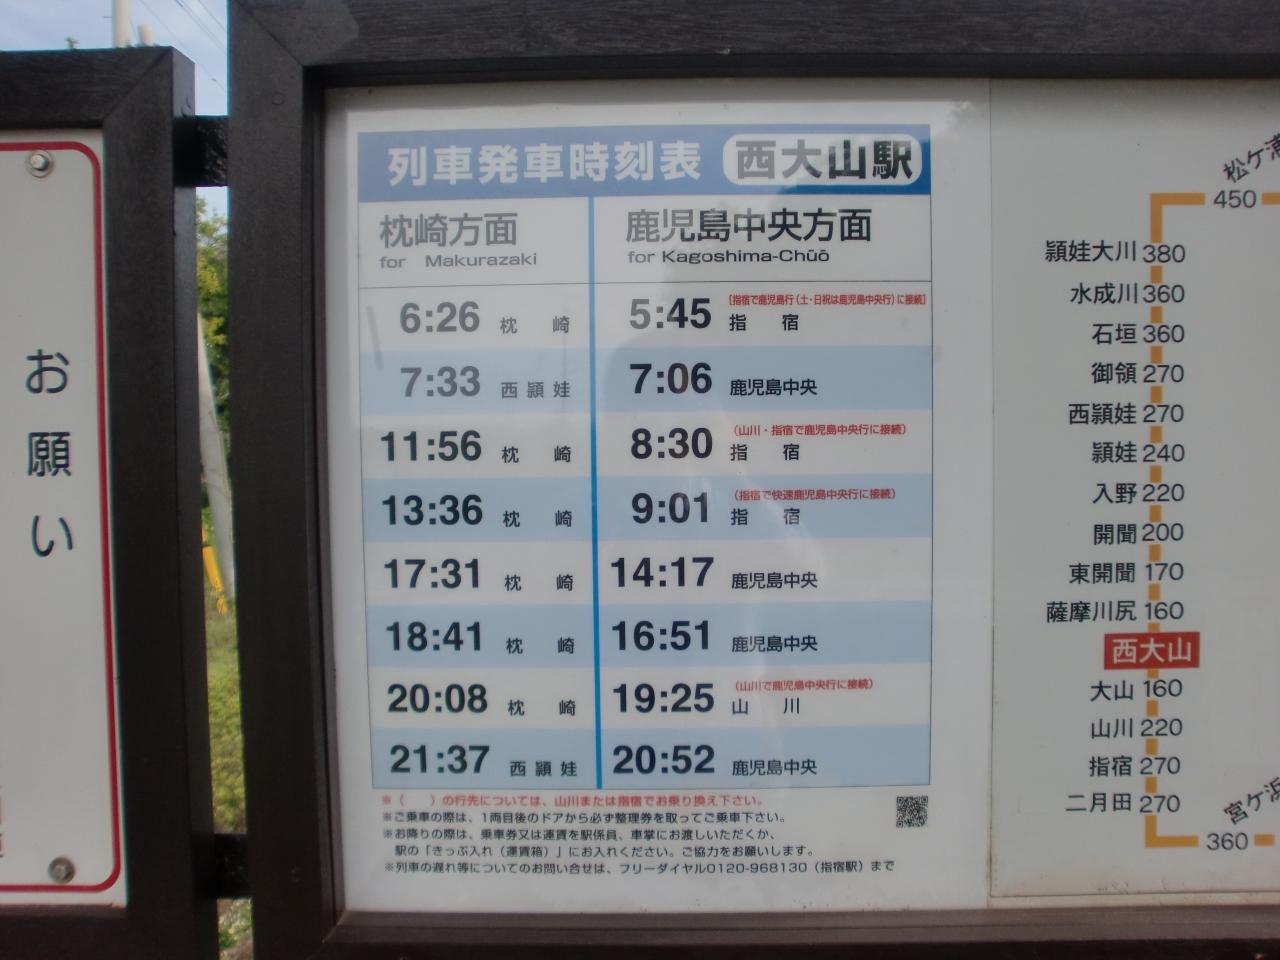 お願い
列車発車時刻表 西大山駅
枕崎方面
for Makurazaki
鹿児島中央方面
for Kagoshima-Chūō
6:26 枕崎
7:33 西頴娃
11:56 枕崎
13:36 枕崎
17:31 枕崎
18:41 枕崎
20:08 枕崎
21:37 西頴娃
[指宿で鹿児島行(土・日祝は鹿児島中央行)に接続]
5:45 指宿
7:06 鹿児島中央
(山川・指宿で鹿児島中央行に接続)
8:30 指宿
(指宿で快速鹿児島中央行に接続)
9:01 指宿
14:17 鹿児島中央
16:51 鹿児島中央
(山川で鹿児島中央行に接続)
19:25 山川
20:52 鹿児島中央
※( )の行先については、山川または指宿でお乗り換え下さい。
※ご乗車の際は、1両目後のドアから必ず整理券を取ってご乗車下さい。
※お降りの際は、乗車券又は運賃を駅係員、車掌にお渡しいただくか、
駅の「きっぷ入れ(運賃箱)」にお入れください。ご協力をお願いします。
※列車の遅れ等についてのお問い合せは、フリーダイヤル0120-968130(指宿駅)まで
松ケ浦
450
頴娃大川 380
水成川 360
石垣 360
御領 270
西頴娃 270
頴娃 240
入野 220
開聞 200
東開聞 170
薩摩川尻 160
西大山
大山 160
山川 220
指宿 270
二月田 270
宮ケ浜
360